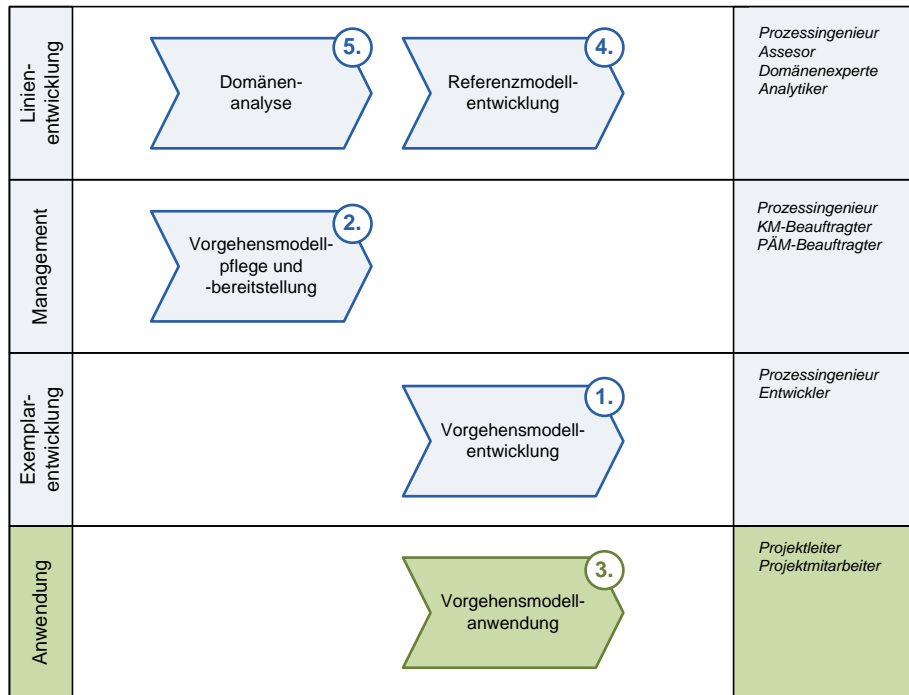 Linien-
entwicklung
5.
Domänen-
analyse
4.
Referenzmodell-
entwicklung
Prozessingenieur
Assesor
Domänenexperte
Analytiker
Management
2.
Vorgehensmodell-
pflege und
-bereitstellung
Prozessingenieur
KM-Beauftragter
PÄM-Beauftragter
Exemplar-
entwicklung
1.
Vorgehensmodell-
entwicklung
Prozessingenieur
Entwickler
Anwendung
3.
Vorgehensmodell-
anwendung
Projektleiter
Projektmitarbeiter